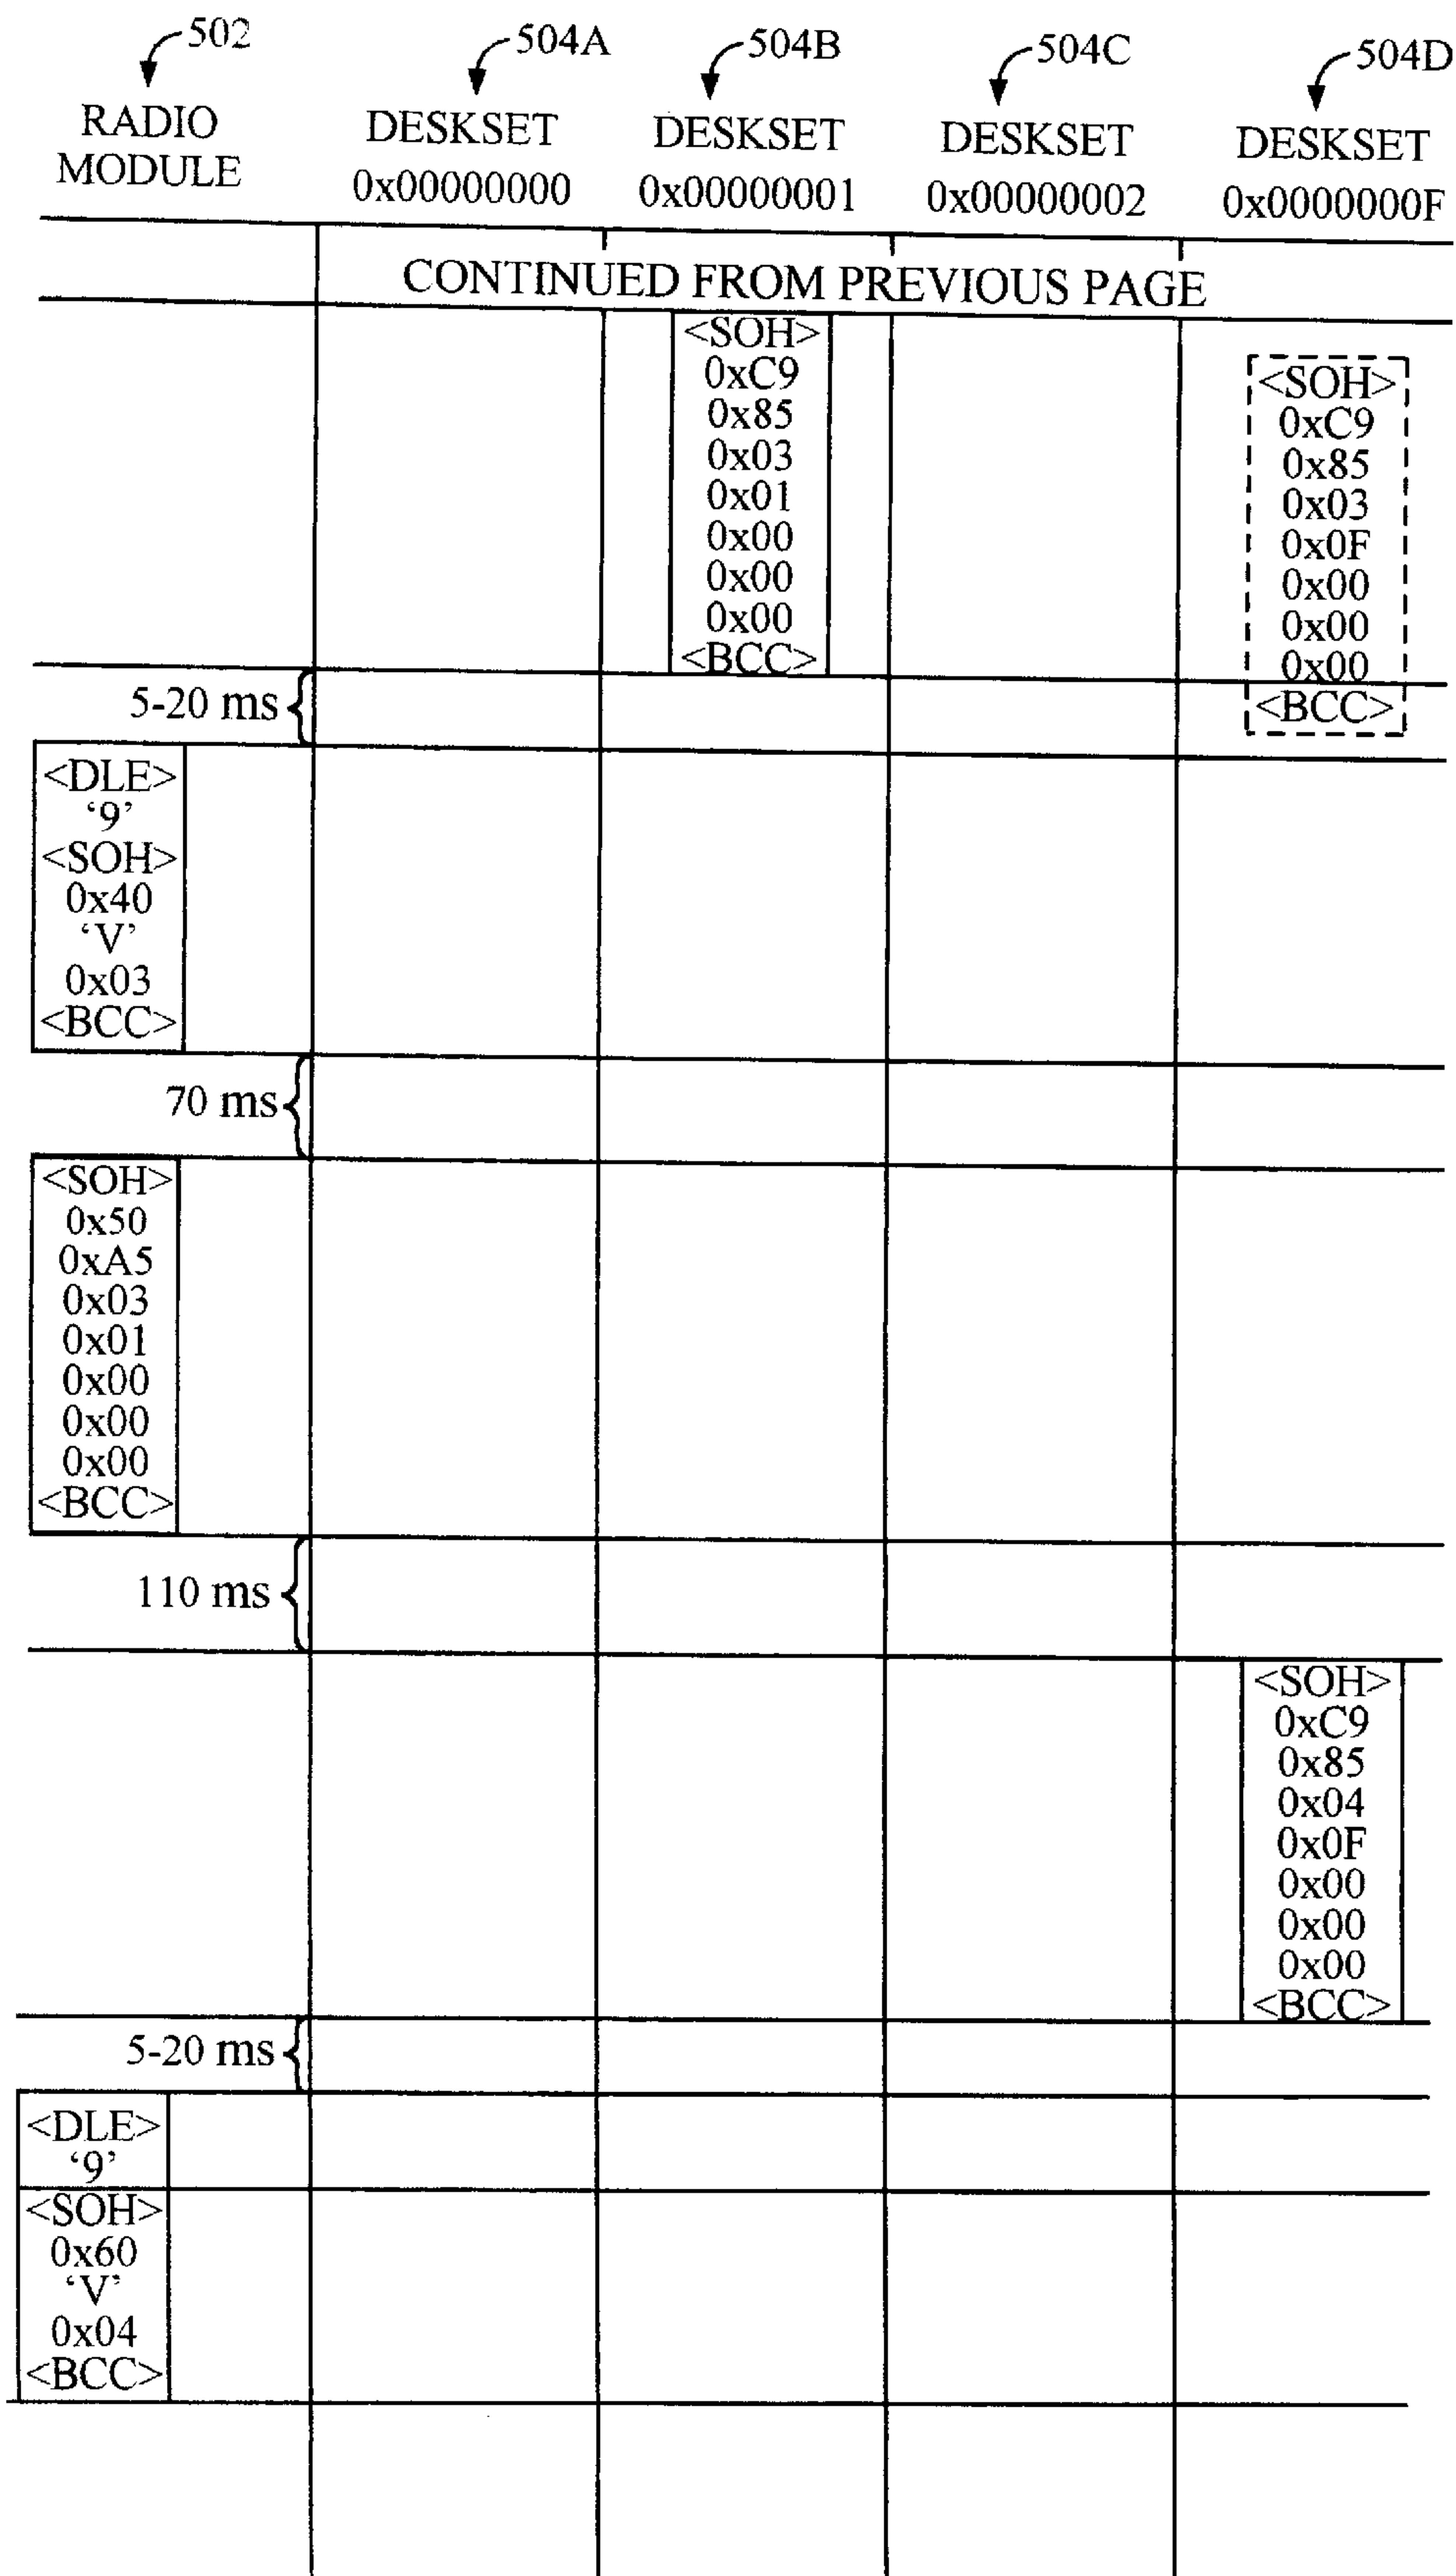 502
504A
504B
504C
504D
RADIO
MODULE
DESKSET
0x00000000
DESKSET
0x00000001
DESKSET
0x00000002
DESKSET
0x0000000F
CONTINUED FROM PREVIOUS PAGE
<SOH>
0xC9
0x85
0x03
0x01
0x00
0x00
0x00
<BCC>
<SOH>
0xC9
0x85
0x03
0x0F
0x00
0x00
0x00
<BCC>
5-20 ms
<DLE>
‘9’
<SOH>
0x40
‘V’
0x03
<BCC>
70 ms
<SOH>
0x50
0xA5
0x03
0x01
0x00
0x00
0x00
<BCC>
110 ms
<SOH>
0xC9
0x85
0x04
0x0F
0x00
0x00
0x00
<BCC>
5-20 ms
<DLE>
‘9’
<SOH>
0x60
‘V’
0x04
<BCC>